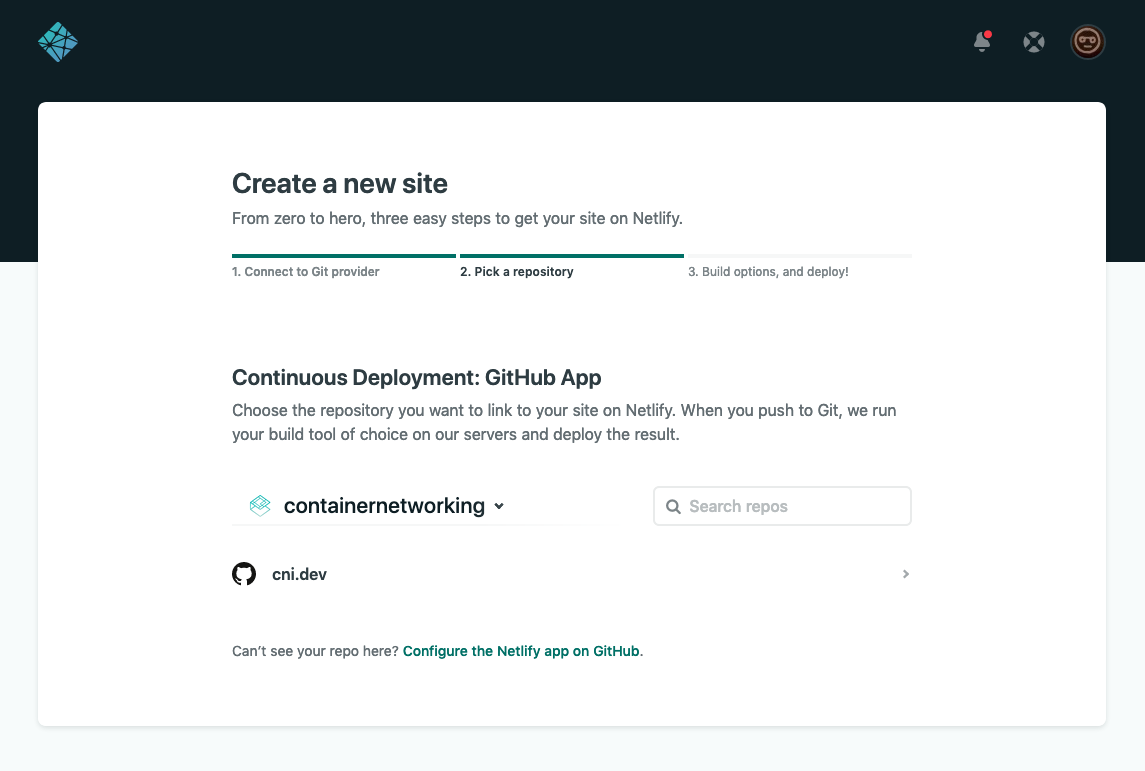 Create a new site
From zero to hero, three easy steps to get your site on Netlify.
1. Connect to Git provider
2. Pick a repository
3. Build options, and deploy!
Continuous Deployment: GitHub App
Choose the repository you want to link to your site on Netlify. When you push to Git, we run
your build tool of choice on our servers and deploy the result.
containernetworking
Search repos
cni.dev
Can’t see your repo here? Configure the Netlify app on GitHub.